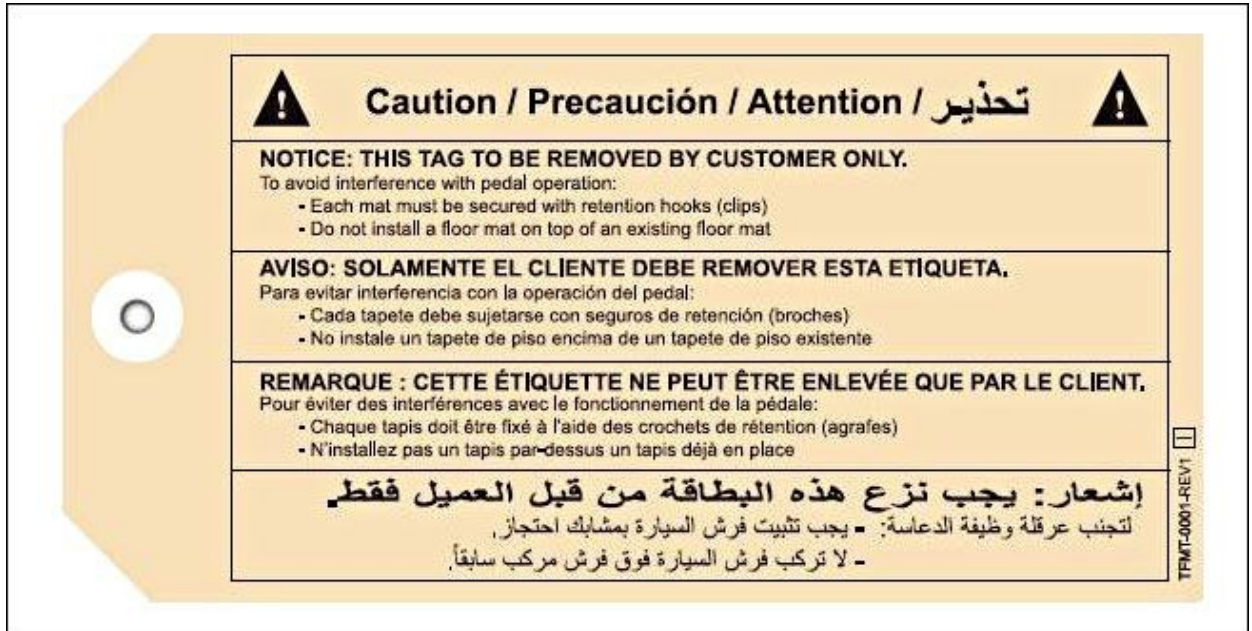 Caution / Precaución / Attention / تحذير
NOTICE: THIS TAG TO BE REMOVED BY CUSTOMER ONLY.
To avoid interference with pedal operation:
- Each mat must be secured with retention hooks (clips)
- Do not install a floor mat on top of an existing floor mat
AVISO: SOLAMENTE EL CLIENTE DEBE REMOVER ESTA ETIQUETA.
Para evitar interferencia con la operación del pedal:
- Cada tapete debe sujetarse con seguros de retención (broches)
- No instale un tapete de piso encima de un tapete de piso existente
REMARQUE : CETTE ÉTIQUETTE NE PEUT ÊTRE ENLEVÉE QUE PAR LE CLIENT.
Pour éviter des interférences avec le fonctionnement de la pédale:
- Chaque tapis doit être fixé à l'aide des crochets de rétention (agrafes)
- N'installez pas un tapis par-dessus un tapis déjà en place
إشعار: يجب نزع هذه البطاقة من قبل العميل فقط.
لتجنب عرقلة وظيفة الدعاسة: - يجب تثبيت فرش السيارة بمشابك احتجاز.
- لا تركب فرش السيارة فوق فرش مركب سابقاً.
TFMT-0001-REV1